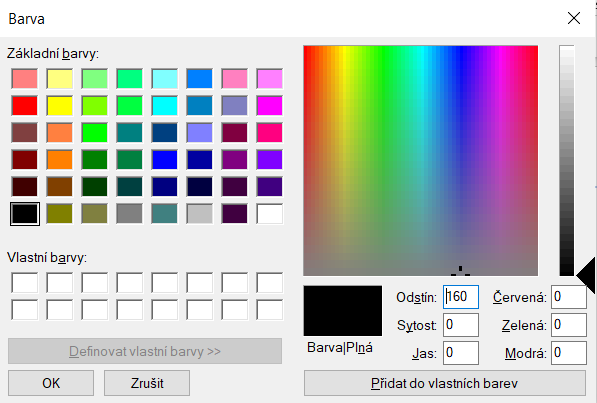 Barva
Základní barvy:
Vlastní barvy:
Definovat vlastní barvy >>
OK
Zrušit
Barva|Plná
Odstín: 160
Sytost: 0
Jas: 0
Červená: 0
Zelená: 0
Modrá: 0
Přidat do vlastních barev